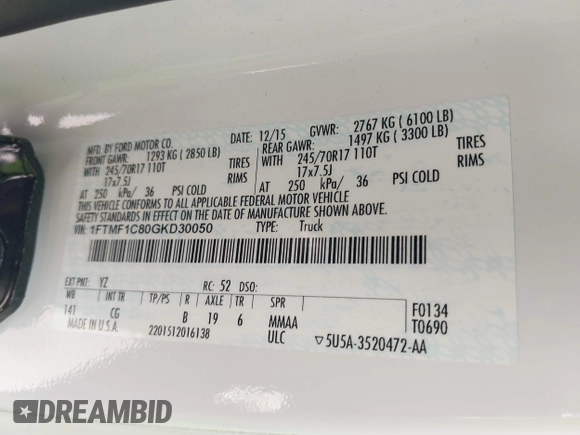 MFD. BY FORD MOTOR CO.
DATE: 12/15 GVWR: 2767 KG ( 6100 LB)
FRONT GAWR: 1293 KG ( 2850 LB) REAR GAWR: 1497 KG ( 3300 LB)
WITH 245/70R17 110T TIRES WITH 245/70R17 110T TIRES
17x7.5J RIMS 17x7.5J RIMS
AT 250 kPa/ 36 PSI COLD AT 250 kPa/ 36 PSI COLD
THIS VEHICLE CONFORMS TO ALL APPLICABLE FEDERAL MOTOR VEHICLE
SAFETY STANDARDS IN EFFECT ON THE DATE OF MANUFACTURE SHOWN ABOVE.
VIN: 1FTMF1C80GKD30050 TYPE: Truck
EXT PNT: YZ RC: 52 DSO:
WB INT TR TP/PS R AXLE TR SPR
141 CG B 19 6 MMAA F0134
MADE IN U.S.A. 2201512016138 ULC T0690
▽5U5A-3520472-AA
DREAMBID